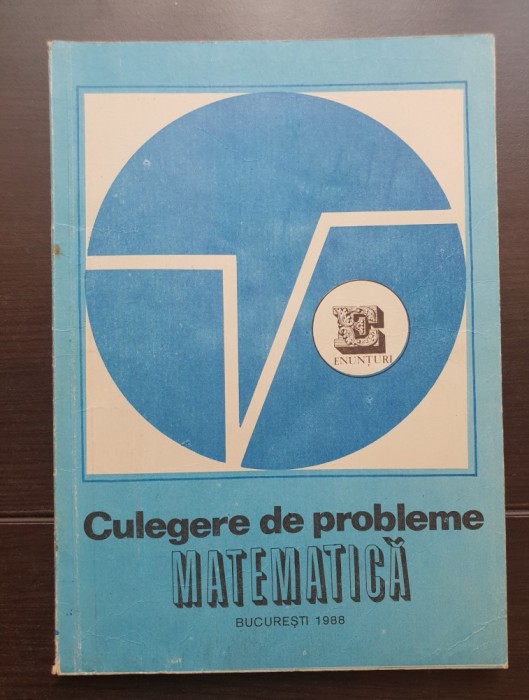 E
ENUNȚURI
Culegere de probleme
MATEMATICĂ
BUCUREȘTI 1988